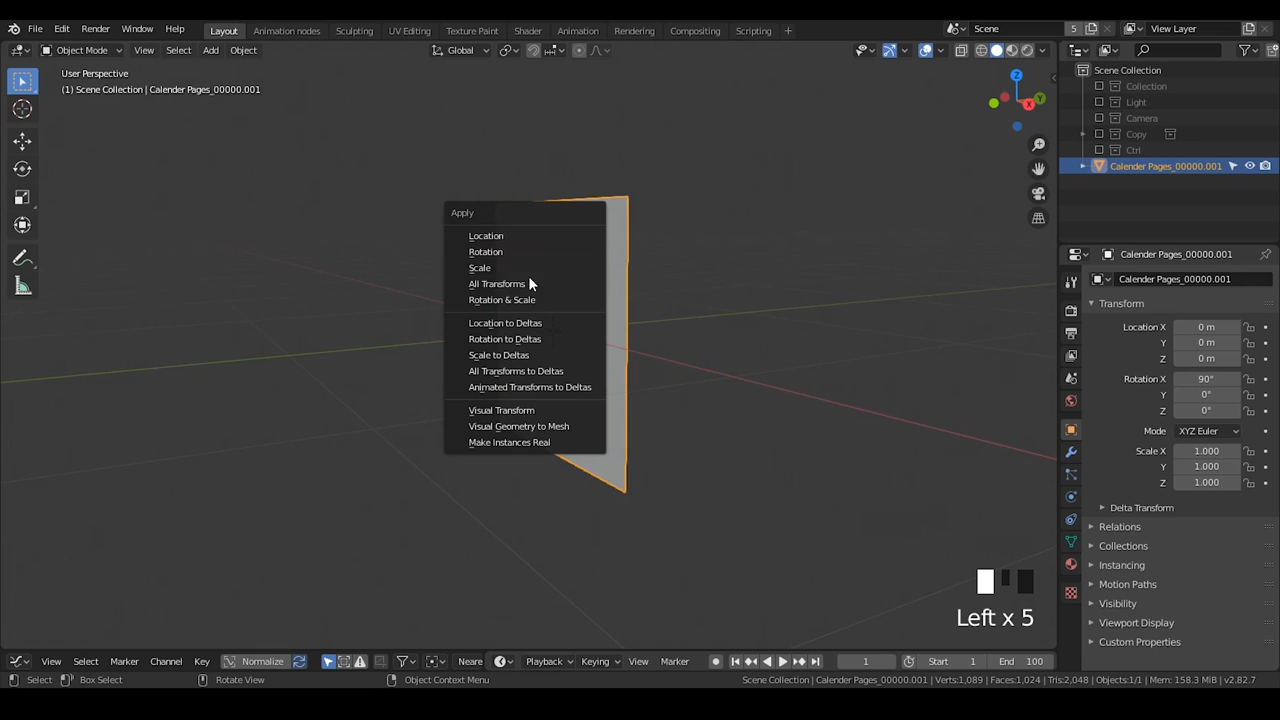 File Edit Render Window Help Layout Animation nodes Sculpting UV Editing Texture Paint Shader Animation Rendering Compositing Scripting + Scene 5 View Layer
Object Mode View Select Add Object Global
User Perspective
(1) Scene Collection | Calender Pages_00000.001
Z
Y
X
Scene Collection
Collection
Light
Camera
Copy
Ctrl
Calender Pages_00000.001
Apply
Location
Rotation
Scale
All Transforms
Rotation & Scale
Location to Deltas
Rotation to Deltas
Scale to Deltas
All Transforms to Deltas
Animated Transforms to Deltas
Visual Transform
Visual Geometry to Mesh
Make Instances Real
Calender Pages_00000.001
Calender Pages_00000.001
Transform
Location X 0 m
Y 0 m
Z 0 m
Rotation X 90°
Y 0°
Z 0°
Mode XYZ Euler
Scale X 1.000
Y 1.000
Z 1.000
Delta Transform
Relations
Collections
Instancing
Motion Paths
Visibility
Viewport Display
Custom Properties
Left x 5
View Select Marker Channel Key Normalize Neare Playback Keying View Marker 1 Start 1 End 100
Select Box Select Rotate View Object Context Menu Scene Collection | Calender Pages_00000.001 | Verts:1,089 | Faces:1,024 | Tris:2,048 | Objects:1/1 | Mem: 158.3 MiB | v2.82.7